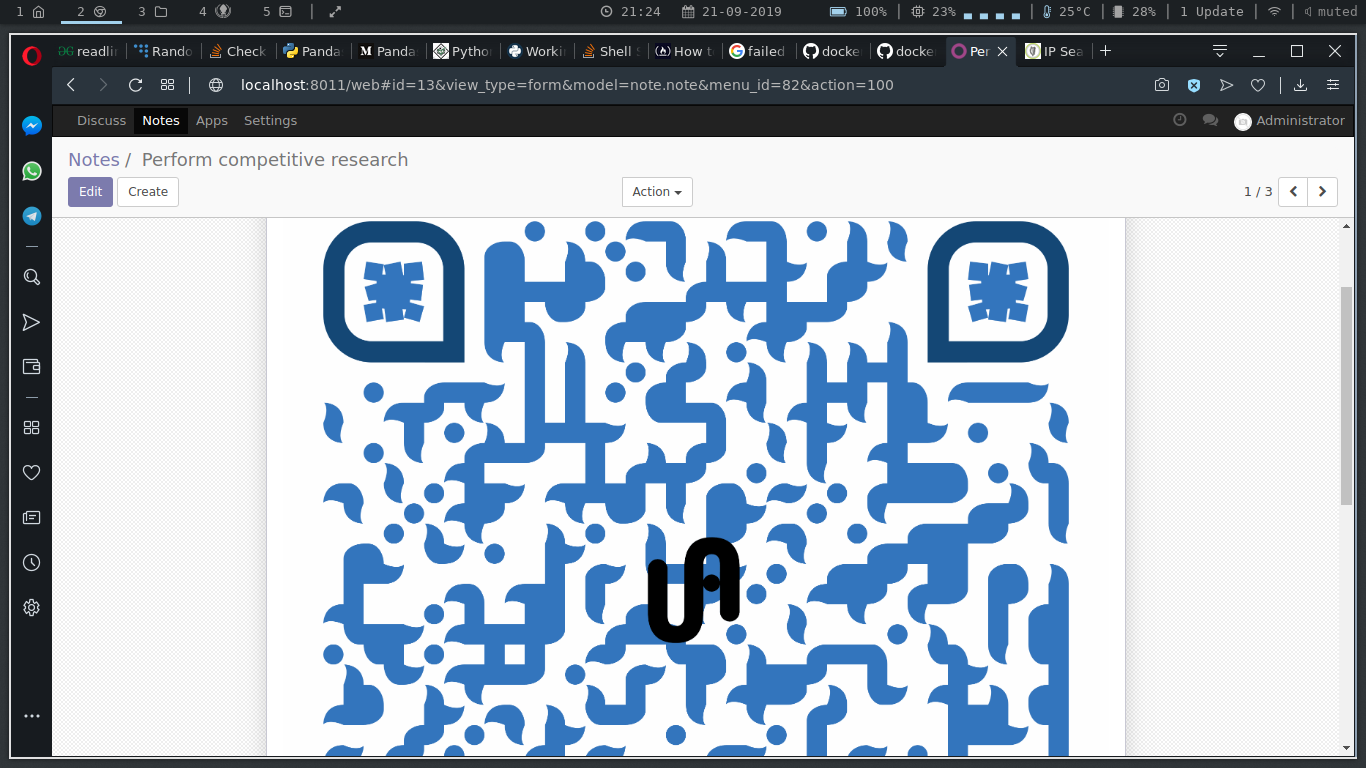 1 2 3 4 5 21:24 21-09-2019 100% 23% 25°C 28% 1 Update muted
readlin Rando Check Panda Panda Pytho Worki Shell How t failed docke docke Per IP Sea
localhost:8011/web#id=13&view_type=form&model=note.note&menu_id=82&action=100
Discuss Notes Apps Settings Administrator
Notes / Perform competitive research
Edit Create Action 1 / 3